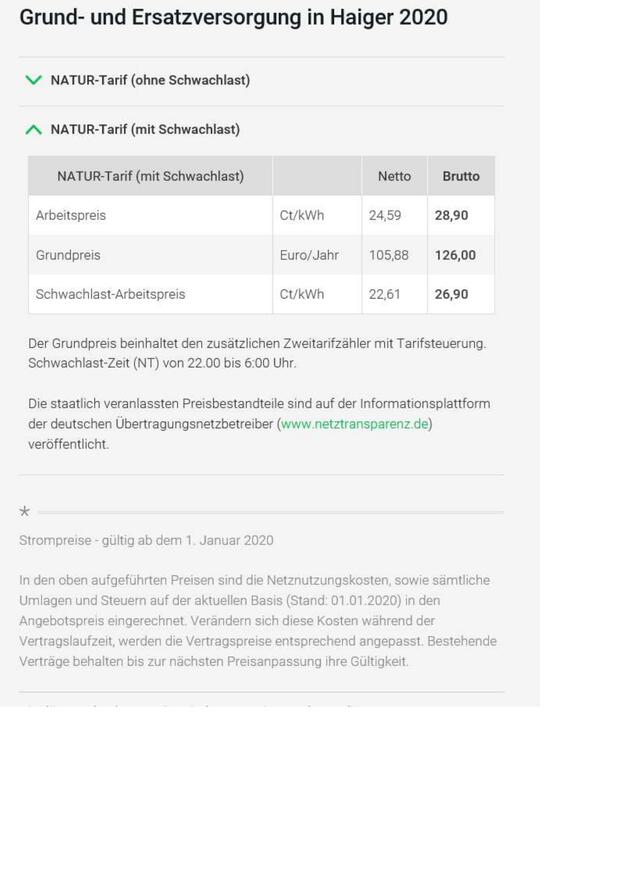 Grund- und Ersatzversorgung in Haiger 2020
NATUR-Tarif (ohne Schwachlast)
NATUR-Tarif (mit Schwachlast)
NATUR-Tarif (mit Schwachlast) Netto Brutto
Arbeitspreis Ct/kWh 24,59 28,90
Grundpreis Euro/Jahr 105,88 126,00
Schwachlast-Arbeitspreis Ct/kWh 22,61 26,90
Der Grundpreis beinhaltet den zusätzlichen Zweitarifzähler mit Tarifsteuerung.
Schwachlast-Zeit (NT) von 22.00 bis 6:00 Uhr.
Die staatlich veranlassten Preisbestandteile sind auf der Informationsplattform
der deutschen Übertragungsnetzbetreiber (www.netztransparenz.de)
veröffentlicht.
*
Strompreise - gültig ab dem 1. Januar 2020
In den oben aufgeführten Preisen sind die Netznutzungskosten, sowie sämtliche
Umlagen und Steuern auf der aktuellen Basis (Stand: 01.01.2020) in den
Angebotspreis eingerechnet. Verändern sich diese Kosten während der
Vertragslaufzeit, werden die Vertragspreise entsprechend angepasst. Bestehende
Verträge behalten bis zur nächsten Preisanpassung ihre Gültigkeit.